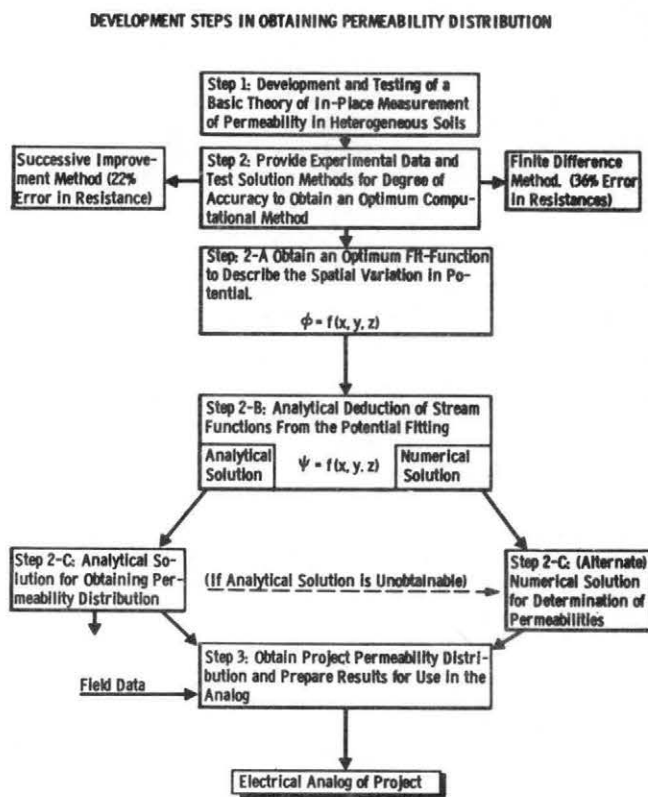 DEVELOPMENT STEPS IN OBTAINING PERMEABILITY DISTRIBUTION
Step 1: Development and Testing of a
Basic Theory of In-Place Measurement
of Permeability in Heterogeneous Soils
Successive Improve-
ment Method (22%
Error in Resistance)
Step 2: Provide Experimental Data and
Test Solution Methods for Degree of
Accuracy to Obtain an Optimum Compu-
tational Method
Finite Difference
Method. (36% Error
in Resistances)
Step: 2-A Obtain an Optimum Fit-Function
to Describe the Spatial Variation in Po-
tential.
ϕ = f (x, y, z)
Step 2-B: Analytical Deduction of Stream
Functions From the Potential Fitting
Analytical
Solution
ψ = f (x, y, z)
Numerical
Solution
Step 2-C: Analytical So-
lution for Obtaining Per-
meability Distribution
(If Analytical Solution is Unobtainable)
Step 2-C: (Alternate)
Numerical Solution
for Determination of
Permeabilities
Step 3: Obtain Project Permeability Distri-
bution and Prepare Results for Use in the
Analog
Field Data
Electrical Analog of Project